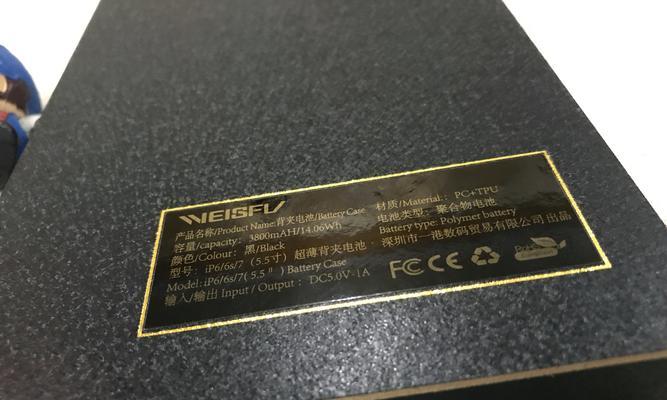 WEISFU
产品名称/Product Name:背夹电池/Battery Case
容量/capacity: 3800mAH/14.06Wh
颜色/Colour: 黑/Black
型号: iP6/6s/7 (5.5寸) 超薄背夹电池
Model:iP6/6s/7(5.5〃) Battery Case
输入/输出 Input / Output : DC5.0V-1A
材质/Material: PC+TPU
电池类型: 聚合物电池
Battery type: Polymer battery
深圳市一港数码贸易有限公司 出品
FC CE
RoHS